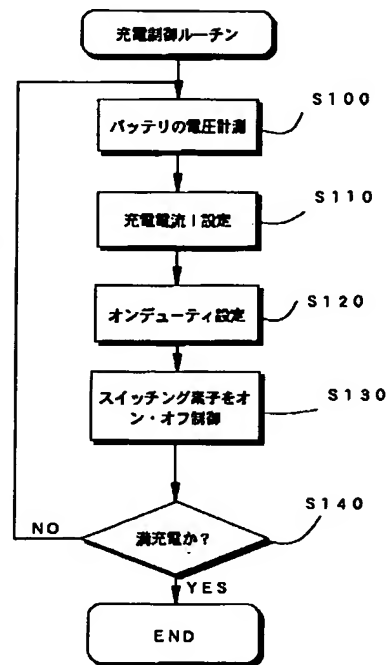 充電制御ルーチン
S100
バッテリの電圧計測
S110
充電電流I設定
S120
オンデューティ設定
S130
スイッチング素子をオ
ン・オフ制御
S140
満充電か?
NO
YES
END